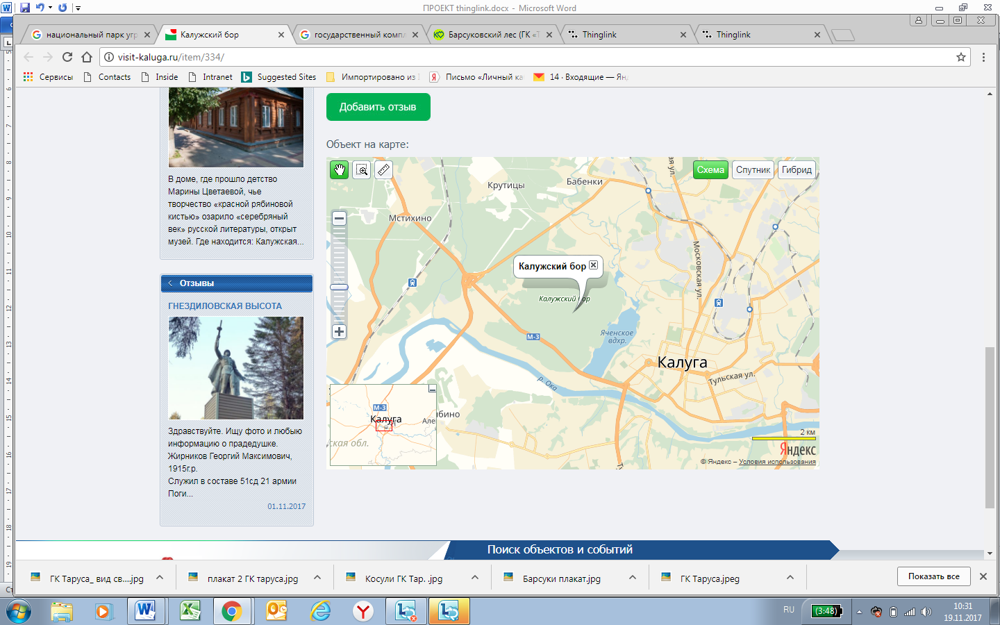 ПРОЕКТ thinglink.docx - Microsoft Word
национальный парк угр
Калужский бор
государственный компл
Барсуковский лес (ГК «Т
Thinglink
Thinglink
visit-kaluga.ru/item/334/
Сервисы
Contacts
Inside
Intranet
Suggested Sites
Импортировано из
Письмо «Личный ка
14 · Входящие — Янд
Добавить отзыв
Объект на карте:
В доме, где прошло детство
Марины Цветаевой, чье
творчество «красной рябиновой
кистью» озарило «серебряный
век» русской литературы, открыт
музей. Где находится: Калужская...
Отзывы
ГНЕЗДИЛОВСКАЯ ВЫСОТА
Здравствуйте. Ищу фото и любыю
информацию о прадедушке.
Жирников Георгий Максимович,
1915г.р.
Служил в составе 51сд 21 армии
Поги...
01.11.2017
Схема
Спутник
Гибрид
Крутицы
Бабенки
Мстихино
Московская ул.
Калужский бор
Калужский бор
Яченское
вдхр.
М-3
Калуга
Тульская ул.
р. Ока
М-3
Калуга
Але
ская обл.
бино
2 км
Яндекс
© Яндекс – Условия использования
Поиск объектов и событий
ГК Таруса_ вид св....jpg
плакат 2 ГК таруса.jpg
Косули ГК Тар. .jpg
Барсуки плакат.jpg
ГК Таруса.jpeg
Показать все
RU
(3:48)
10:31
19.11.2017